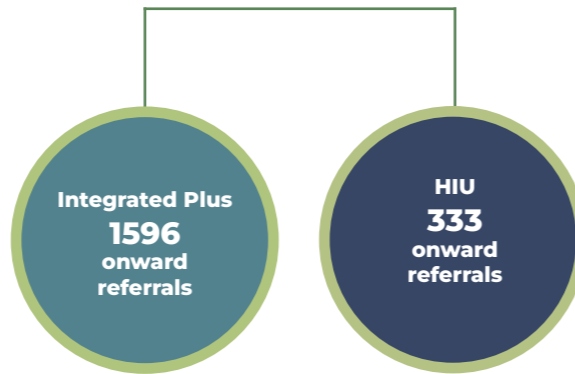 Integrated Plus
1596
onward
referrals
HIU
333
onward
referrals